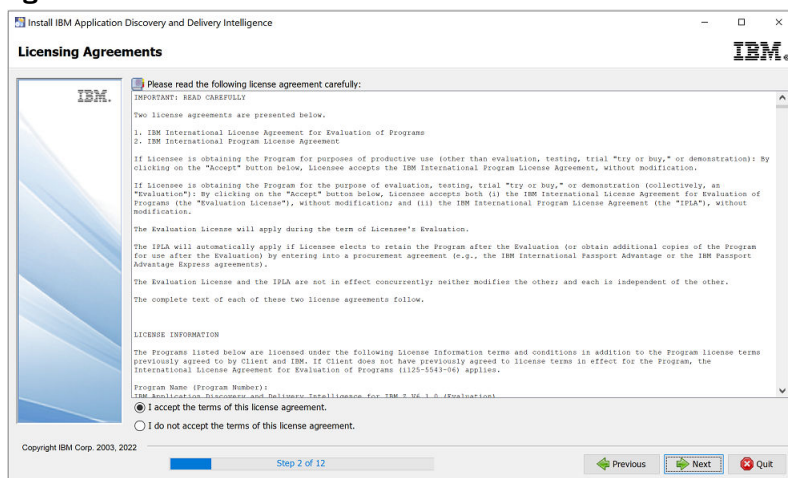 Install IBM Application Discovery and Delivery Intelligence
Licensing Agreements
IBM
IBM.
Please read the following license agreement carefully:
IMPORTANT: READ CAREFULLY
Two license agreements are presented below.
1. IBM International License Agreement for Evaluation of Programs
2. IBM International Program License Agreement
If Licensee is obtaining the Program for purposes of productive use (other than evaluation, testing, trial "try or buy," or demonstration): By
clicking on the "Accept" button below, Licensee accepts the IBM International Program License Agreement, without modification.
If Licensee is obtaining the Program for the purpose of evaluation, testing, trial "try or buy," or demonstration (collectively, an
"Evaluation"): By clicking on the "Accept" button below, Licensee accepts both (i) the IBM International License Agreement for Evaluation of
Programs (the "Evaluation License"), without modification; and (ii) the IBM International Program License Agreement (the "IPLA"), without
modification.
The Evaluation License will apply during the term of Licensee's Evaluation.
The IPLA will automatically apply if Licensee elects to retain the Program after the Evaluation (or obtain additional copies of the Program
for use after the Evaluation) by entering into a procurement agreement (e.g., the IBM International Passport Advantage or the IBM Passport
Advantage Express agreements).
The Evaluation License and the IPLA are not in effect concurrently; neither modifies the other; and each is independent of the other.
The complete text of each of these two license agreements follow.
LICENSE INFORMATION
The Programs listed below are licensed under the following License Information terms and conditions in addition to the Program license terms
previously agreed to by Client and IBM. If Client does not have previously agreed to license terms in effect for the Program, the
International License Agreement for Evaluation of Programs (i125-5543-06) applies.
Program Name (Program Number):
IBM Application Discovery and Delivery Intelligence for IBM Z V6.1.0 (Evaluation)
I accept the terms of this license agreement.
I do not accept the terms of this license agreement.
Copyright IBM Corp. 2003, 2022
Step 2 of 12
Previous
Next
Quit